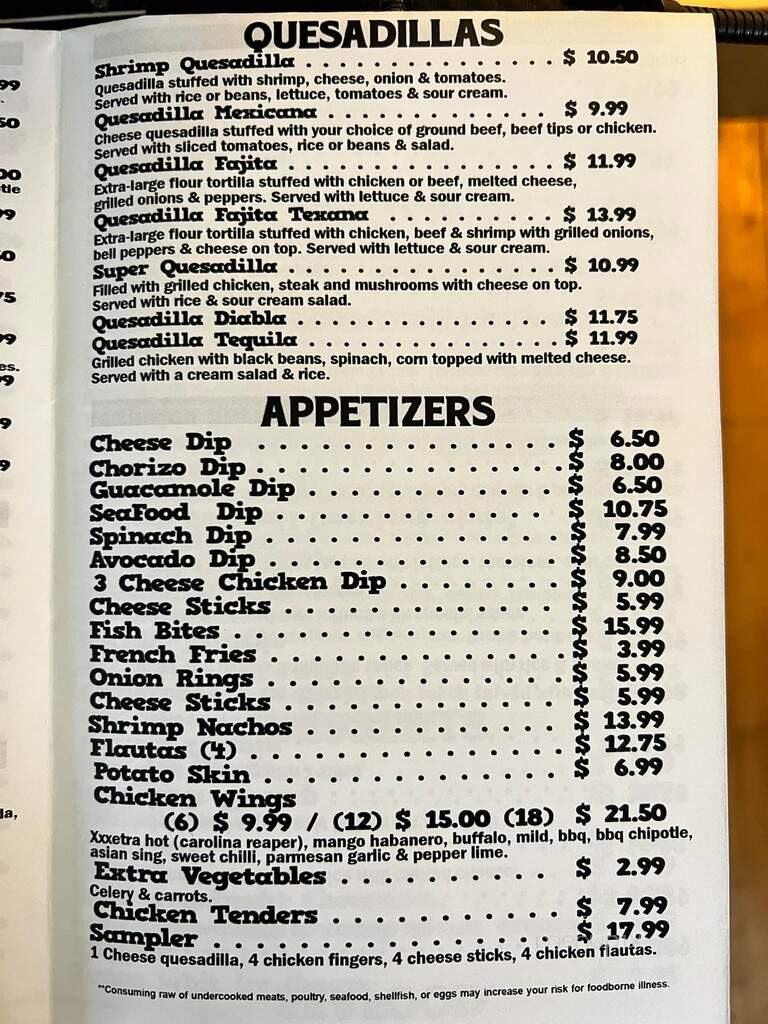 QUESADILLAS
Shrimp Quesadilla . . . . . . . . . . . . . . . $ 10.50
Quesadilla stuffed with shrimp, cheese, onion & tomatoes.
Served with rice or beans, lettuce, tomatoes & sour cream.
Quesadilla Mexicana . . . . . . . . . . . . . $ 9.99
Cheese quesadilla stuffed with your choice of ground beef, beef tips or chicken.
Served with sliced tomatoes, rice or beans & salad.
Quesadilla Fajita . . . . . . . . . . . . . . . . $ 11.99
Extra-large flour tortilla stuffed with chicken or beef, melted cheese,
grilled onions & peppers. Served with lettuce & sour cream.
Quesadilla Fajita Texana . . . . . . . . . . $ 13.99
Extra-large flour tortilla stuffed with chicken, beef & shrimp with grilled onions,
bell peppers & cheese on top. Served with lettuce & sour cream.
Super Quesadilla . . . . . . . . . . . . . . . . $ 10.99
Filled with grilled chicken, steak and mushrooms with cheese on top.
Served with rice & sour cream salad.
Quesadilla Diabla . . . . . . . . . . . . . . . $ 11.75
Quesadilla Tequila . . . . . . . . . . . . . . . $ 11.99
Grilled chicken with black beans, spinach, corn topped with melted cheese.
Served with a cream salad & rice.
APPETIZERS
Cheese Dip . . . . . . . . . . . . . . . $ 6.50
Chorizo Dip . . . . . . . . . . . . . . . . $ 8.00
Guacamole Dip . . . . . . . . . . . . . $ 6.50
SeaFood Dip . . . . . . . . . . . . . . $ 10.75
Spinach Dip . . . . . . . . . . . . . . . $ 7.99
Avocado Dip . . . . . . . . . . . . . . . $ 8.50
3 Cheese Chicken Dip . . . . . . . . $ 9.00
Cheese Sticks . . . . . . . . . . . . . . $ 5.99
Fish Bites . . . . . . . . . . . . . . . . . $ 15.99
French Fries . . . . . . . . . . . . . . . $ 3.99
Onion Rings . . . . . . . . . . . . . . . $ 5.99
Cheese Sticks . . . . . . . . . . . . . . $ 5.99
Shrimp Nachos . . . . . . . . . . . . . $ 13.99
Flautas (4) . . . . . . . . . . . . . . . . $ 12.75
Potato Skin . . . . . . . . . . . . . . . $ 6.99
Chicken Wings
(6) $ 9.99 / (12) $ 15.00 (18) $ 21.50
Xxxetra hot (carolina reaper), mango habanero, buffalo, mild, bbq, bbq chipotle,
asian sing, sweet chilli, parmesan garlic & pepper lime.
Extra Vegetables . . . . . . . . . . . $ 2.99
Celery & carrots.
Chicken Tenders . . . . . . . . . . . $ 7.99
Sampler . . . . . . . . . . . . . . . . . . $ 17.99
1 Cheese quesadilla, 4 chicken fingers, 4 cheese sticks, 4 chicken flautas.
**Consuming raw of undercooked meats, poultry, seafood, shellfish, or eggs may increase your risk for foodborne illness.